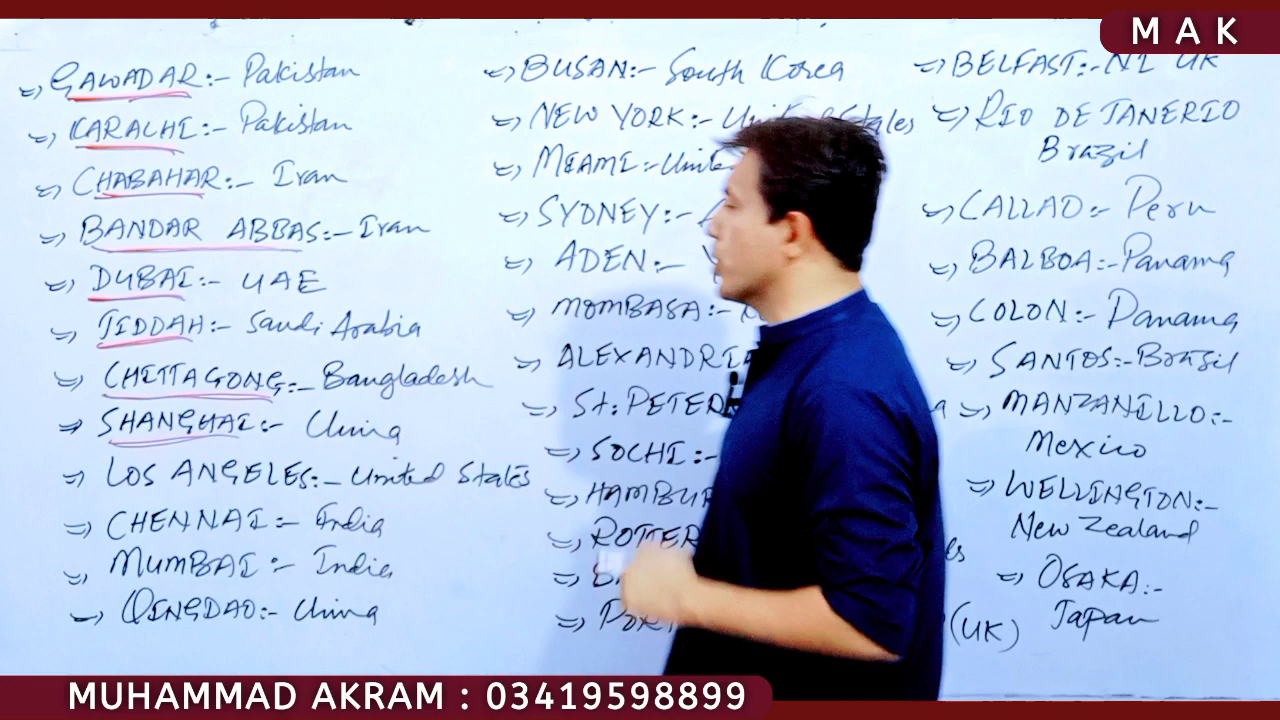 M A K
⇒ GAWADAR:- Pakistan
⇒ KARACHI:- Pakistan
⇒ CHABAHAR:- Iran
⇒ BANDAR ABBAS:- Iran
⇒ DUBAI:- UAE
⇒ JIDDAH:- Saudi Arabia
⇒ CHITTAGONG:- Bangladesh
⇒ SHANGHAI:- China
⇒ LOS ANGELES:- United States
⇒ CHENNAI:- India
⇒ MUMBAI:- India
⇒ QINGDAO:- China
⇒ BUSAN:- South Korea
⇒ NEW YORK:- United States
⇒ MIAMI:- Unite
⇒ SYDNEY:-
⇒ ADEN:-
⇒ MOMBASA:-
⇒ ALEXANDRIA
⇒ St: PETER
⇒ SOCHI:-
⇒ HAMBUR
⇒ ROTTER
⇒ 
⇒ PORT (UK)
⇒ BELFAST:- NI UK
⇒ RIO DE JANERIO
Brazil
⇒ CALLAO:- Peru
⇒ BALBOA:- Panama
⇒ COLON:- Panama
⇒ SANTOS:- Brazil
⇒ MANZANILLO:-
Mexico
⇒ WELLINGTON:-
New Zealand
⇒ OSAKA:-
Japan
MUHAMMAD AKRAM : 03419598899